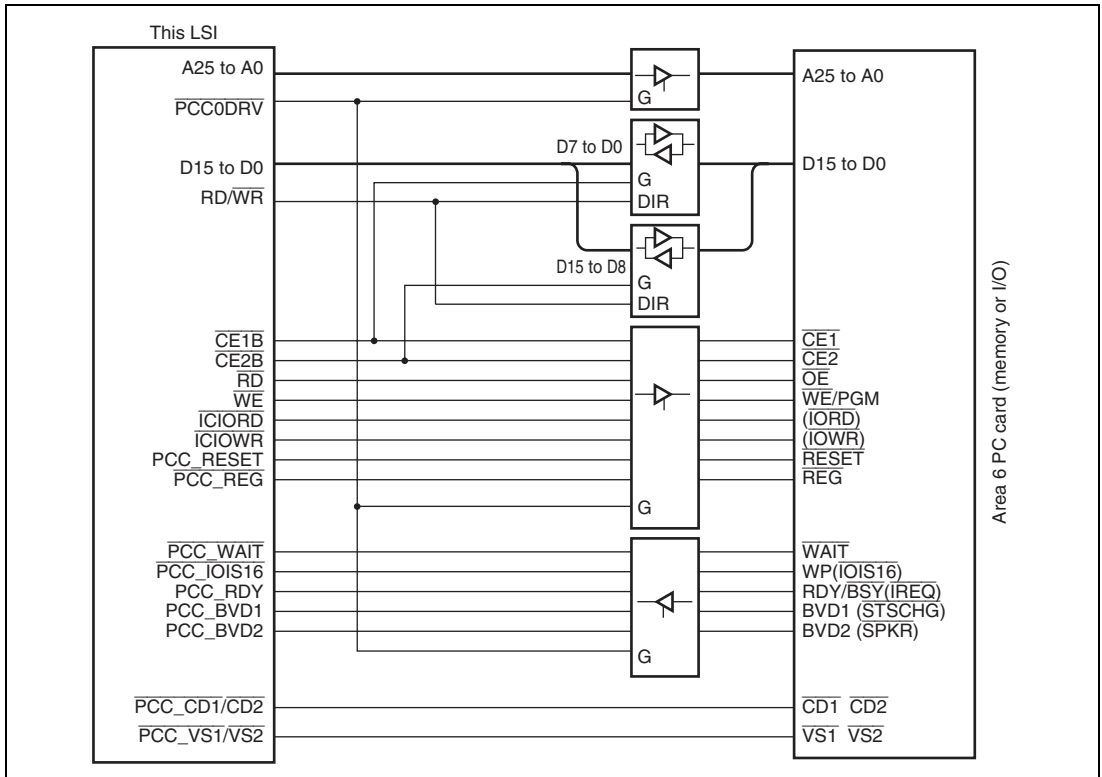 This LSI
A25 to A0
PCC0DRV
D15 to D0
RD/WR
CE1B
CE2B
RD
WE
ICIORD
ICIOWR
PCC_RESET
PCC_REG
PCC_WAIT
PCC_IOIS16
PCC_RDY
PCC_BVD1
PCC_BVD2
PCC_CD1/CD2
PCC_VS1/VS2
G
D7 to D0
G
DIR
D15 to D8
G
DIR
G
G
A25 to A0
D15 to D0
CE1
CE2
OE
WE/PGM
(IORD)
(IOWR)
RESET
REG
WAIT
WP(IOIS16)
RDY/BSY(IREQ)
BVD1 (STSCHG)
BVD2 (SPKR)
CD1 CD2
VS1 VS2
Area 6 PC card (memory or I/O)